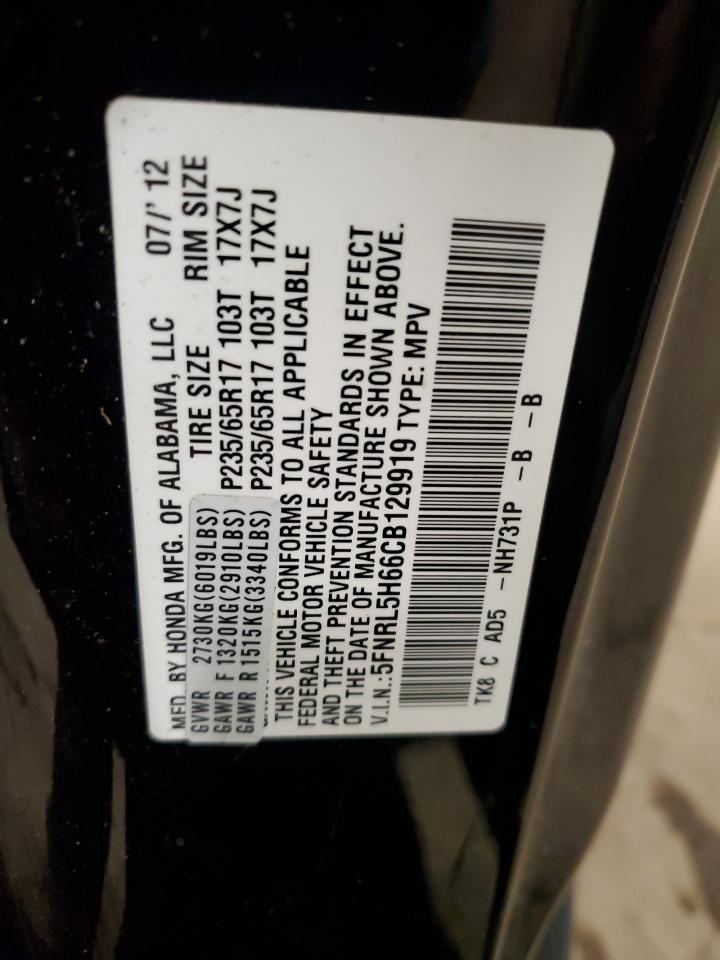 MFD. BY HONDA MFG. OF ALABAMA, LLC 07/'12
TIRE SIZE RIM SIZE
GVWR 2730KG(6019LBS)
GAWR F 1320KG(2910LBS) P235/65R17 103T 17X7J
GAWR R 1515KG(3340LBS) P235/65R17 103T 17X7J
THIS VEHICLE CONFORMS TO ALL APPLICABLE
FEDERAL MOTOR VEHICLE SAFETY
AND THEFT PREVENTION STANDARDS IN EFFECT
ON THE DATE OF MANUFACTURE SHOWN ABOVE.
V.I.N.:5FNRL5H66CB129919 TYPE: MPV
TK8 C AD5 -NH731P -B -B